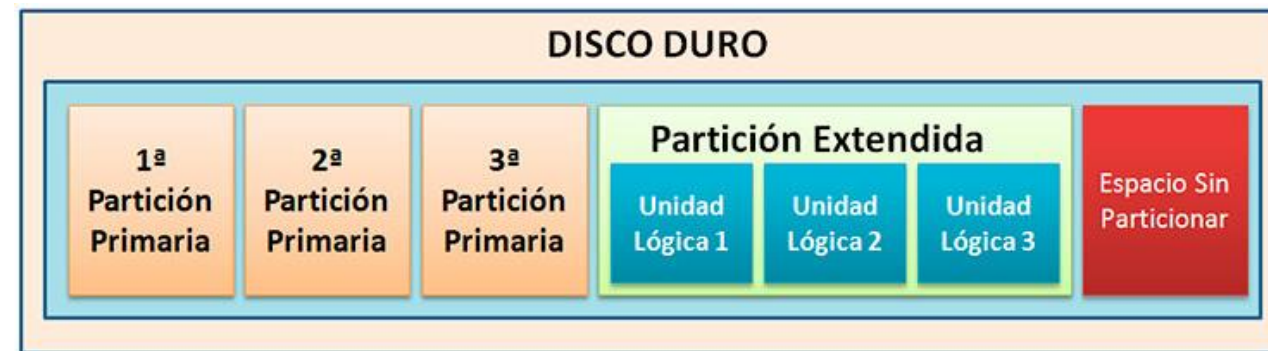 DISCO DURO
1ª
Partición
Primaria
2ª
Partición
Primaria
3ª
Partición
Primaria
Partición Extendida
Unidad
Lógica 1
Unidad
Lógica 2
Unidad
Lógica 3
Espacio Sin
Particionar